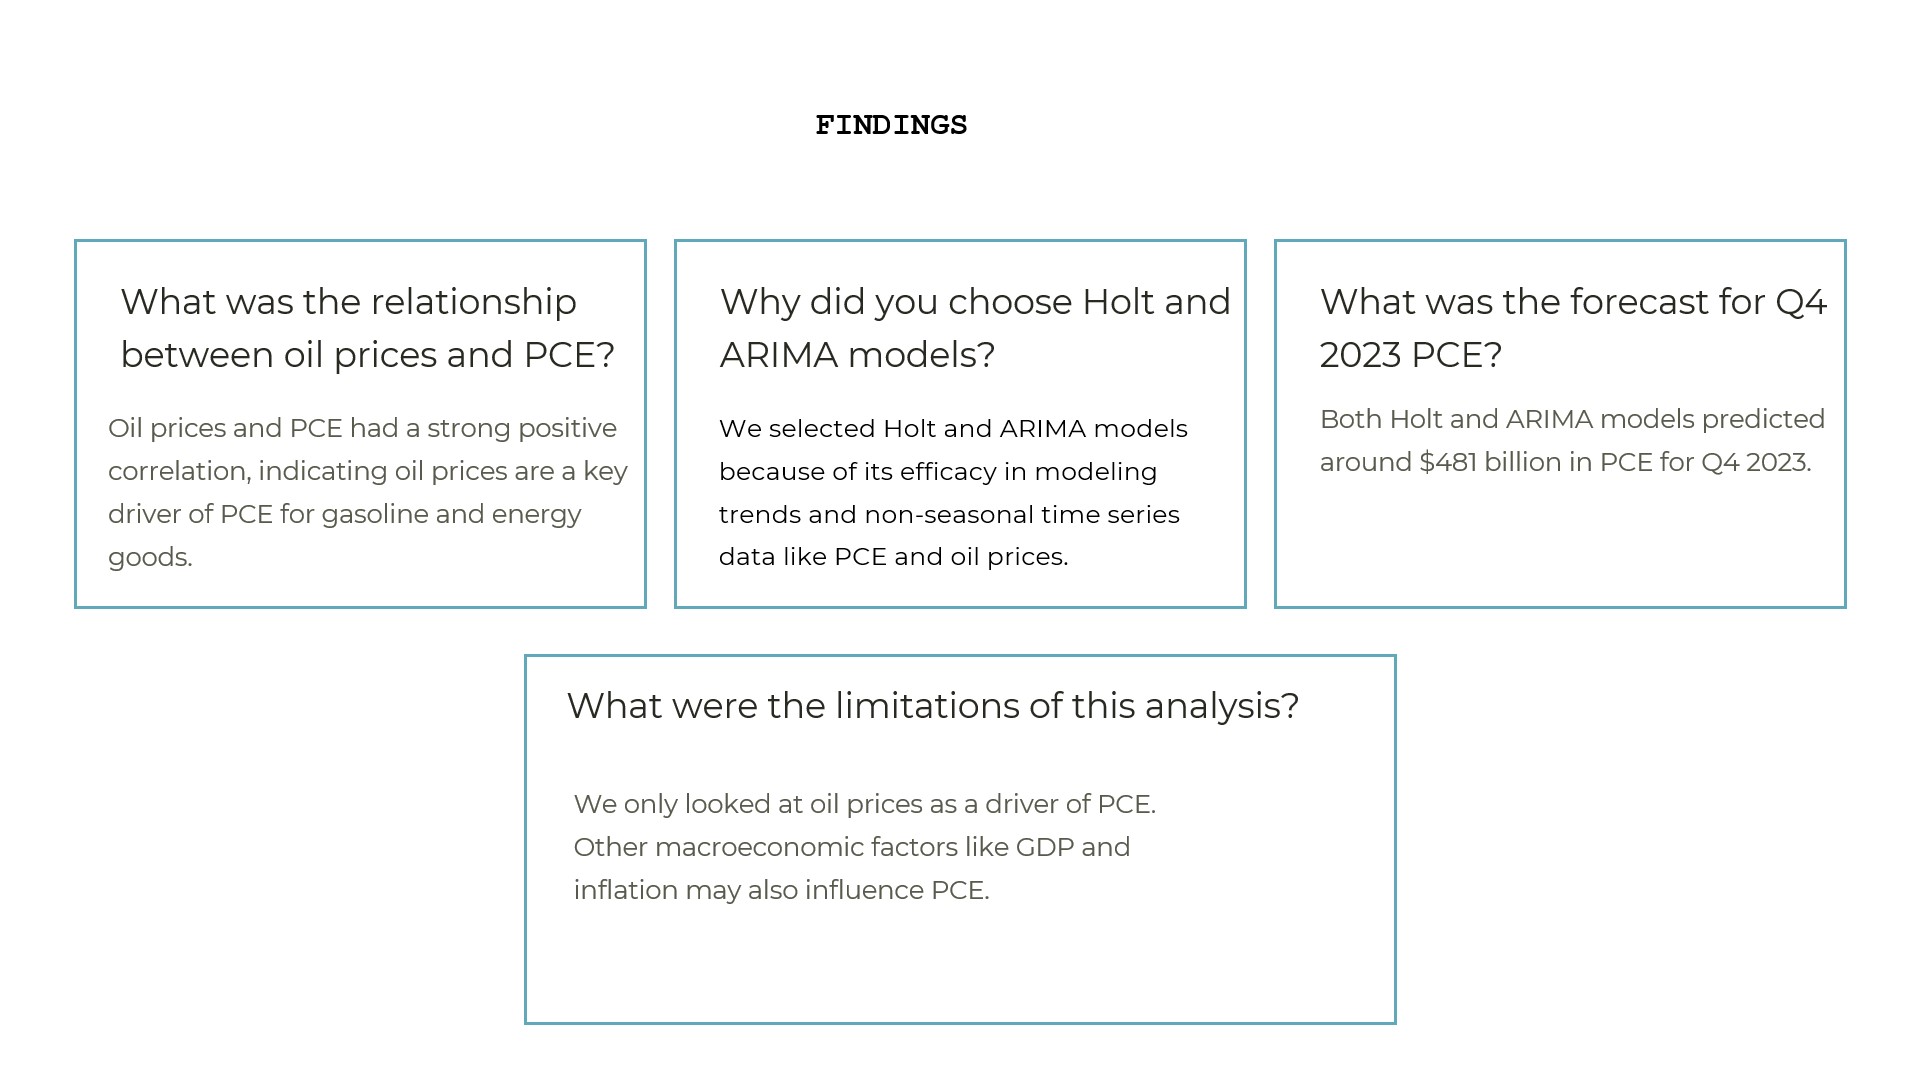 FINDINGS
What was the relationship
between oil prices and PCE?
Oil prices and PCE had a strong positive
correlation, indicating oil prices are a key
driver of PCE for gasoline and energy
goods.
Why did you choose Holt and
ARIMA models?
We selected Holt and ARIMA models
because of its efficacy in modeling
trends and non-seasonal time series
data like PCE and oil prices.
What was the forecast for Q4
2023 PCE?
Both Holt and ARIMA models predicted
around $481 billion in PCE for Q4 2023.
What were the limitations of this analysis?
We only looked at oil prices as a driver of PCE.
Other macroeconomic factors like GDP and
inflation may also influence PCE.